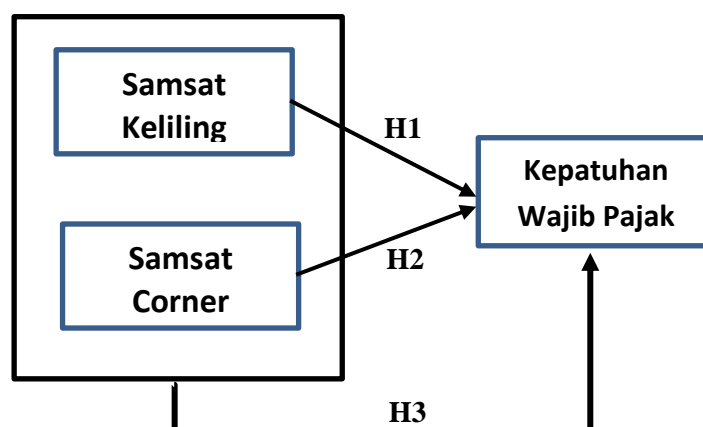 Samsat
Keliling
H1
Kepatuhan
Wajib Pajak
Samsat
Corner
H2
H3